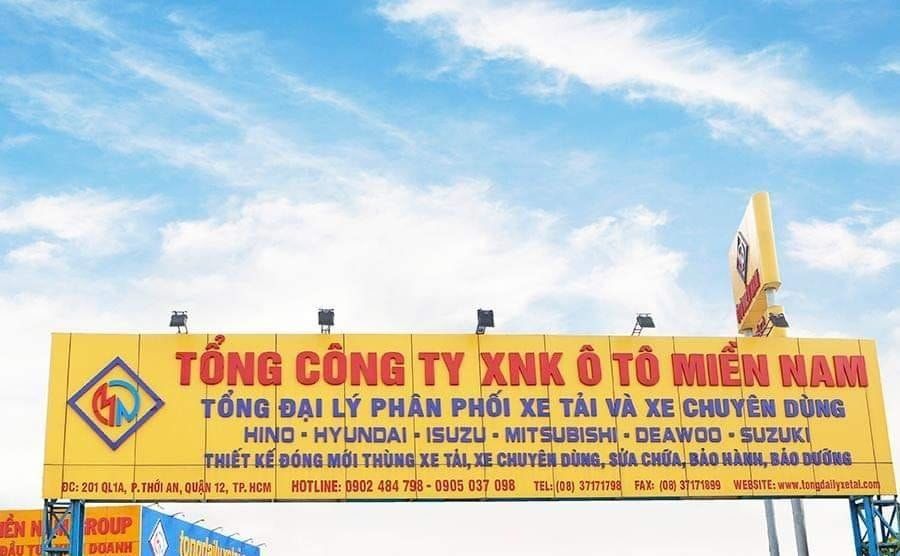 TỔNG CÔNG TY XNK Ô TÔ MIỀN NAM
TỔNG ĐẠI LÝ PHÂN PHỐI XE TẢI VÀ XE CHUYÊN DÙNG
HINO - HYUNDAI - ISUZU - MITSUBISHI - DEAWOO - SUZUKI
THIẾT KẾ ĐÓNG MỚI THÙNG XE TẢI, XE CHUYÊN DÙNG, SỬA CHỮA, BẢO HÀNH, BẢO DƯỠNG
ĐC: 201 QL1A, P.THỚI AN, QUẬN 12, TP.HCM HOTLINE: 0902 484 798 - 0905 037 098 TEL: (08) 37171798 FAX: (08) 37171899 WEBSITE: www.tongdailyxetai.com
NAM GROUP
DOANH